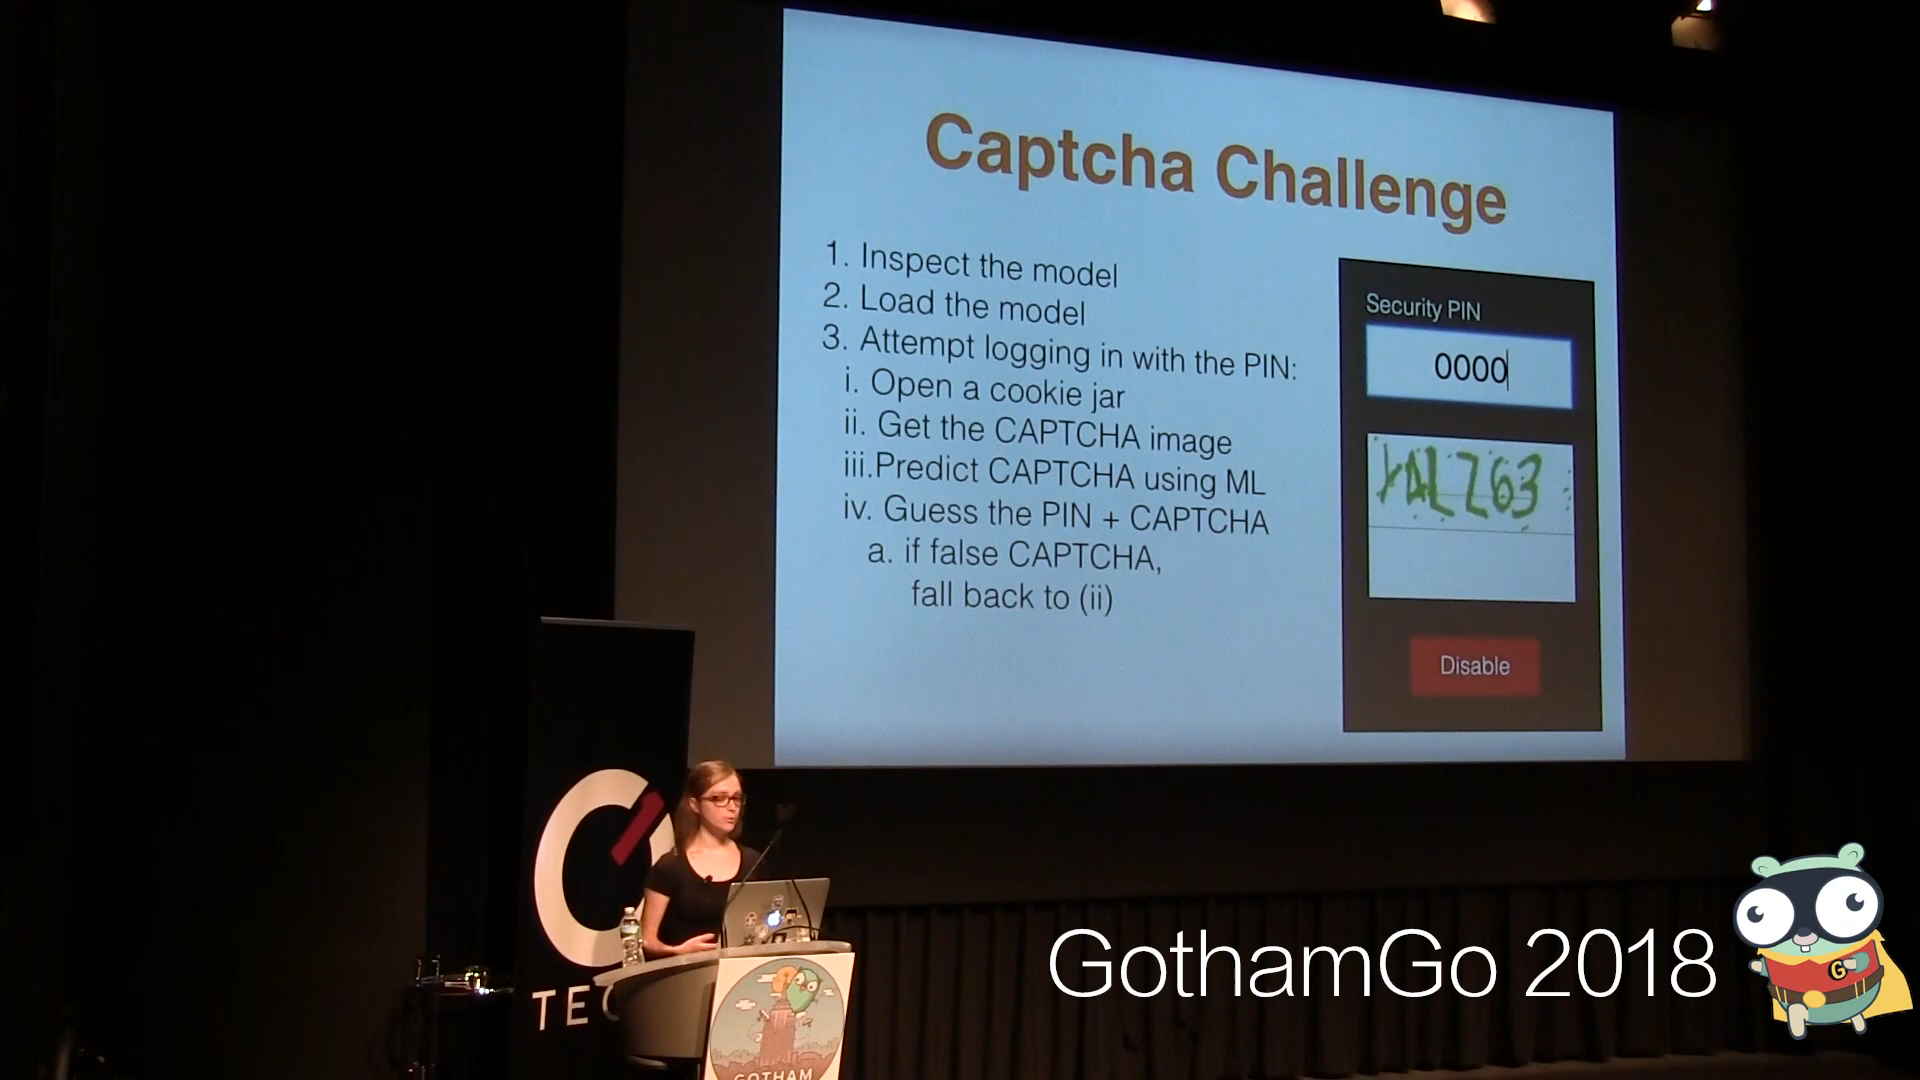 Captcha Challenge
1. Inspect the model
2. Load the model
3. Attempt logging in with the PIN:
i. Open a cookie jar
ii. Get the CAPTCHA image
iii.Predict CAPTCHA using ML
iv. Guess the PIN + CAPTCHA
a. if false CAPTCHA,
fall back to (ii)
Security PIN
0000
Disable
TEC
GOTHAM
GothamGo 2018
G